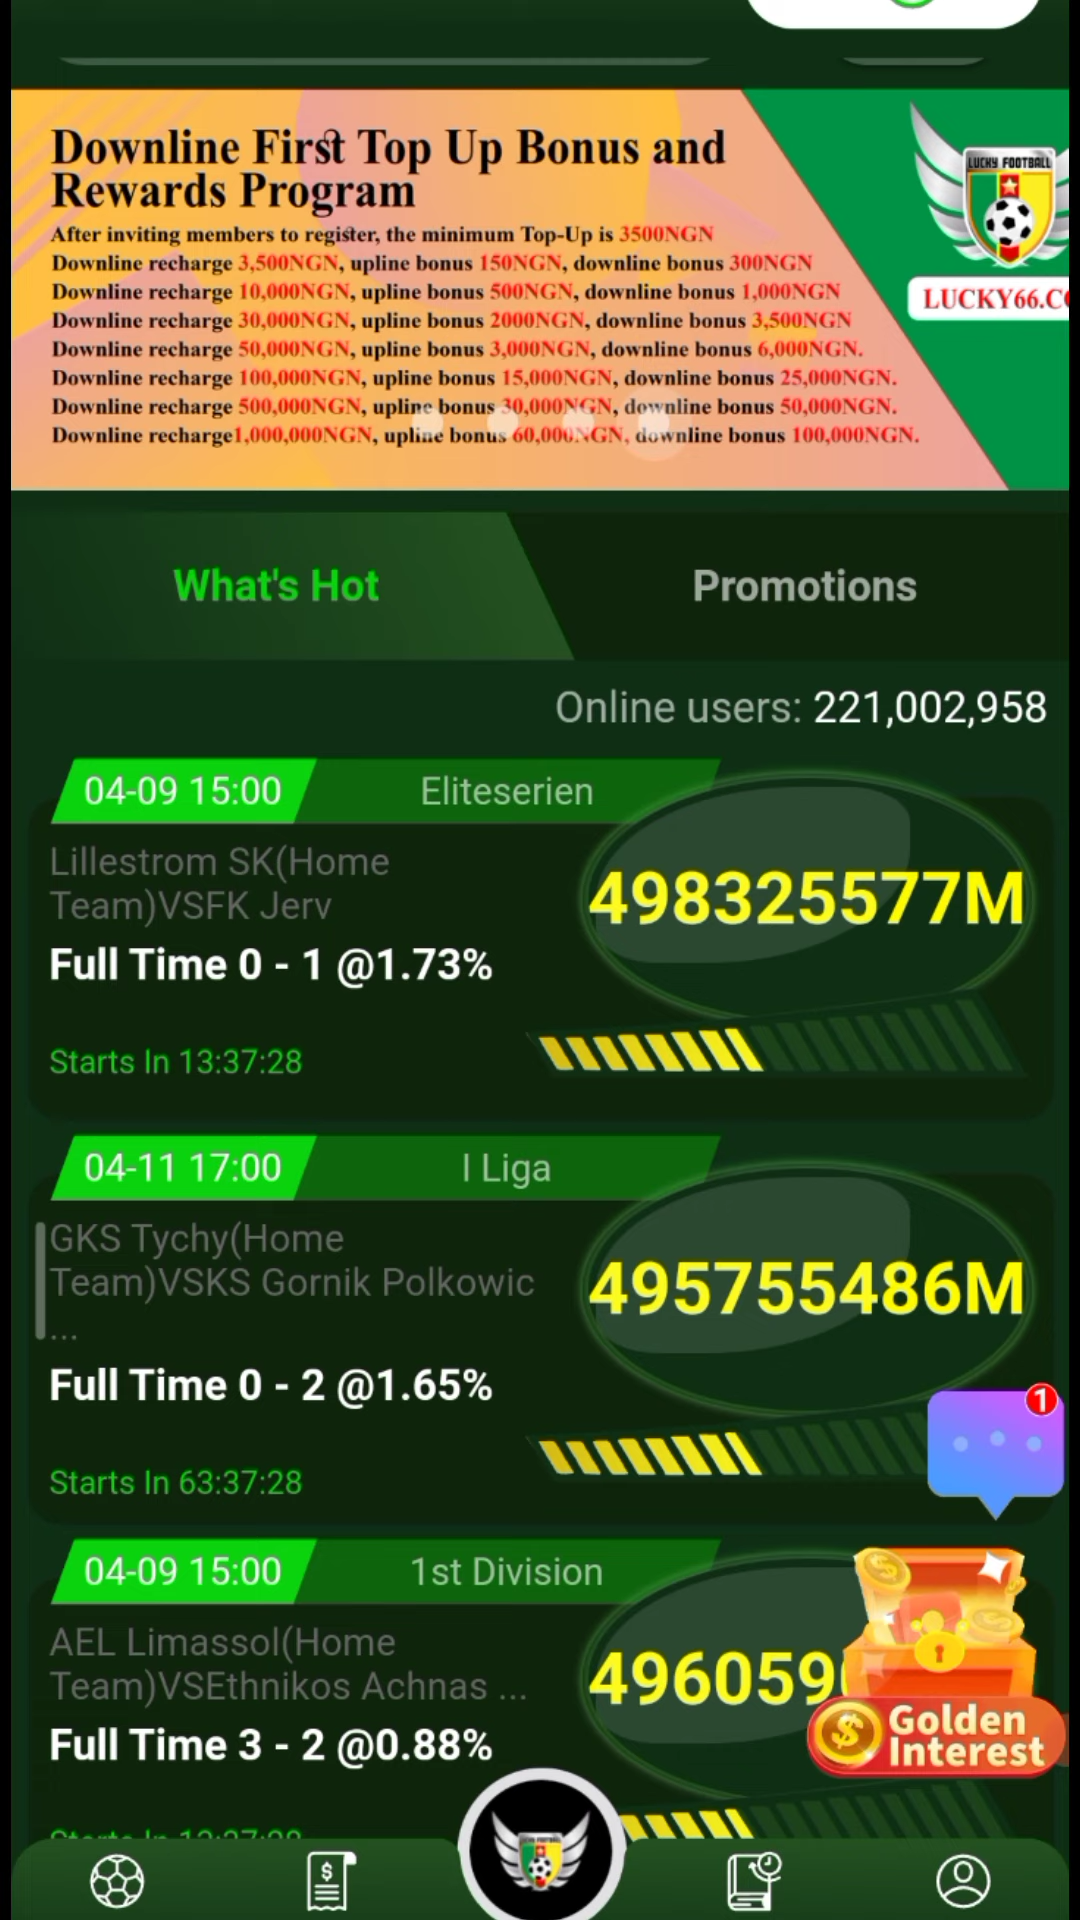 Downline First Top Up Bonus and
Rewards Program
After inviting members to register, the minimum Top-Up is 3500NGN
Downline recharge 3,500NGN, upline bonus 150NGN, downline bonus 300NGN
Downline recharge 10,000NGN, upline bonus 500NGN, downline bonus 1,000NGN
Downline recharge 30,000NGN, upline bonus 2000NGN, downline bonus 3,500NGN
Downline recharge 50,000NGN, upline bonus 3,000NGN, downline bonus 6,000NGN.
Downline recharge 100,000NGN, upline bonus 15,000NGN, downline bonus 25,000NGN.
Downline recharge 500,000NGN, upline bonus 30,000NGN, downline bonus 50,000NGN.
Downline recharge1,000,000NGN, upline bonus 60,000NGN, downline bonus 100,000NGN.
LUCKY FOOTBALL
LUCKY66.C
What's Hot
Promotions
Online users: 221,002,958
04-09 15:00
Eliteserien
Lillestrom SK(Home
Team)VSFK Jerv
498325577M
Full Time 0 - 1 @1.73%
Starts In 13:37:28
04-11 17:00
I Liga
GKS Tychy(Home
Team)VSKS Gornik Polkowic
...
495755486M
Full Time 0 - 2 @1.65%
1
Starts In 63:37:28
04-09 15:00
1st Division
AEL Limassol(Home
Team)VSEthnikos Achnas ...
496059
Full Time 3 - 2 @0.88%
Golden
Interest
Starts In 13:37:28